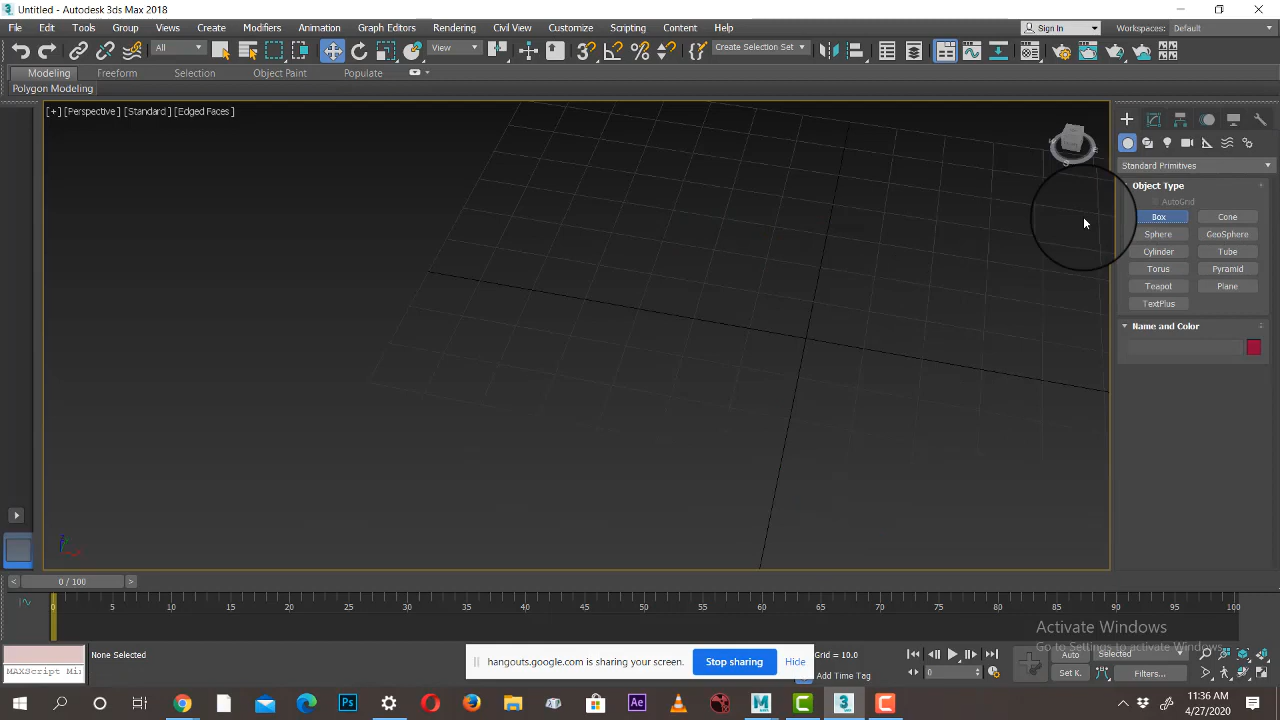 Untitled - Autodesk 3ds Max 2018
File Edit Tools Group Views Create Modifiers Animation Graph Editors Rendering Civil View Customize Scripting Content Help Sign In Workspaces: Default
All View Create Selection Set
Modeling Freeform Selection Object Paint Populate
Polygon Modeling
[+] [Perspective] [Standard] [Edged Faces]
Standard Primitives
Object Type
AutoGrid
Box Cone
Sphere GeoSphere
Cylinder Tube
Torus Pyramid
Teapot Plane
TextPlus
Name and Color
0 / 100
0 5 10 15 20 25 30 35 40 45 50 55 60 65 70 75 80 85 90 95 100
Activate Windows
Go to Settings to activate Windows.
None Selected
hangouts.google.com is sharing your screen. Stop sharing Hide
Grid = 10.0
Auto Selected
MAXScript Mi
Add Time Tag
0
Set K. Filters...
Ps Ae
3
11:36 AM
4/27/2020